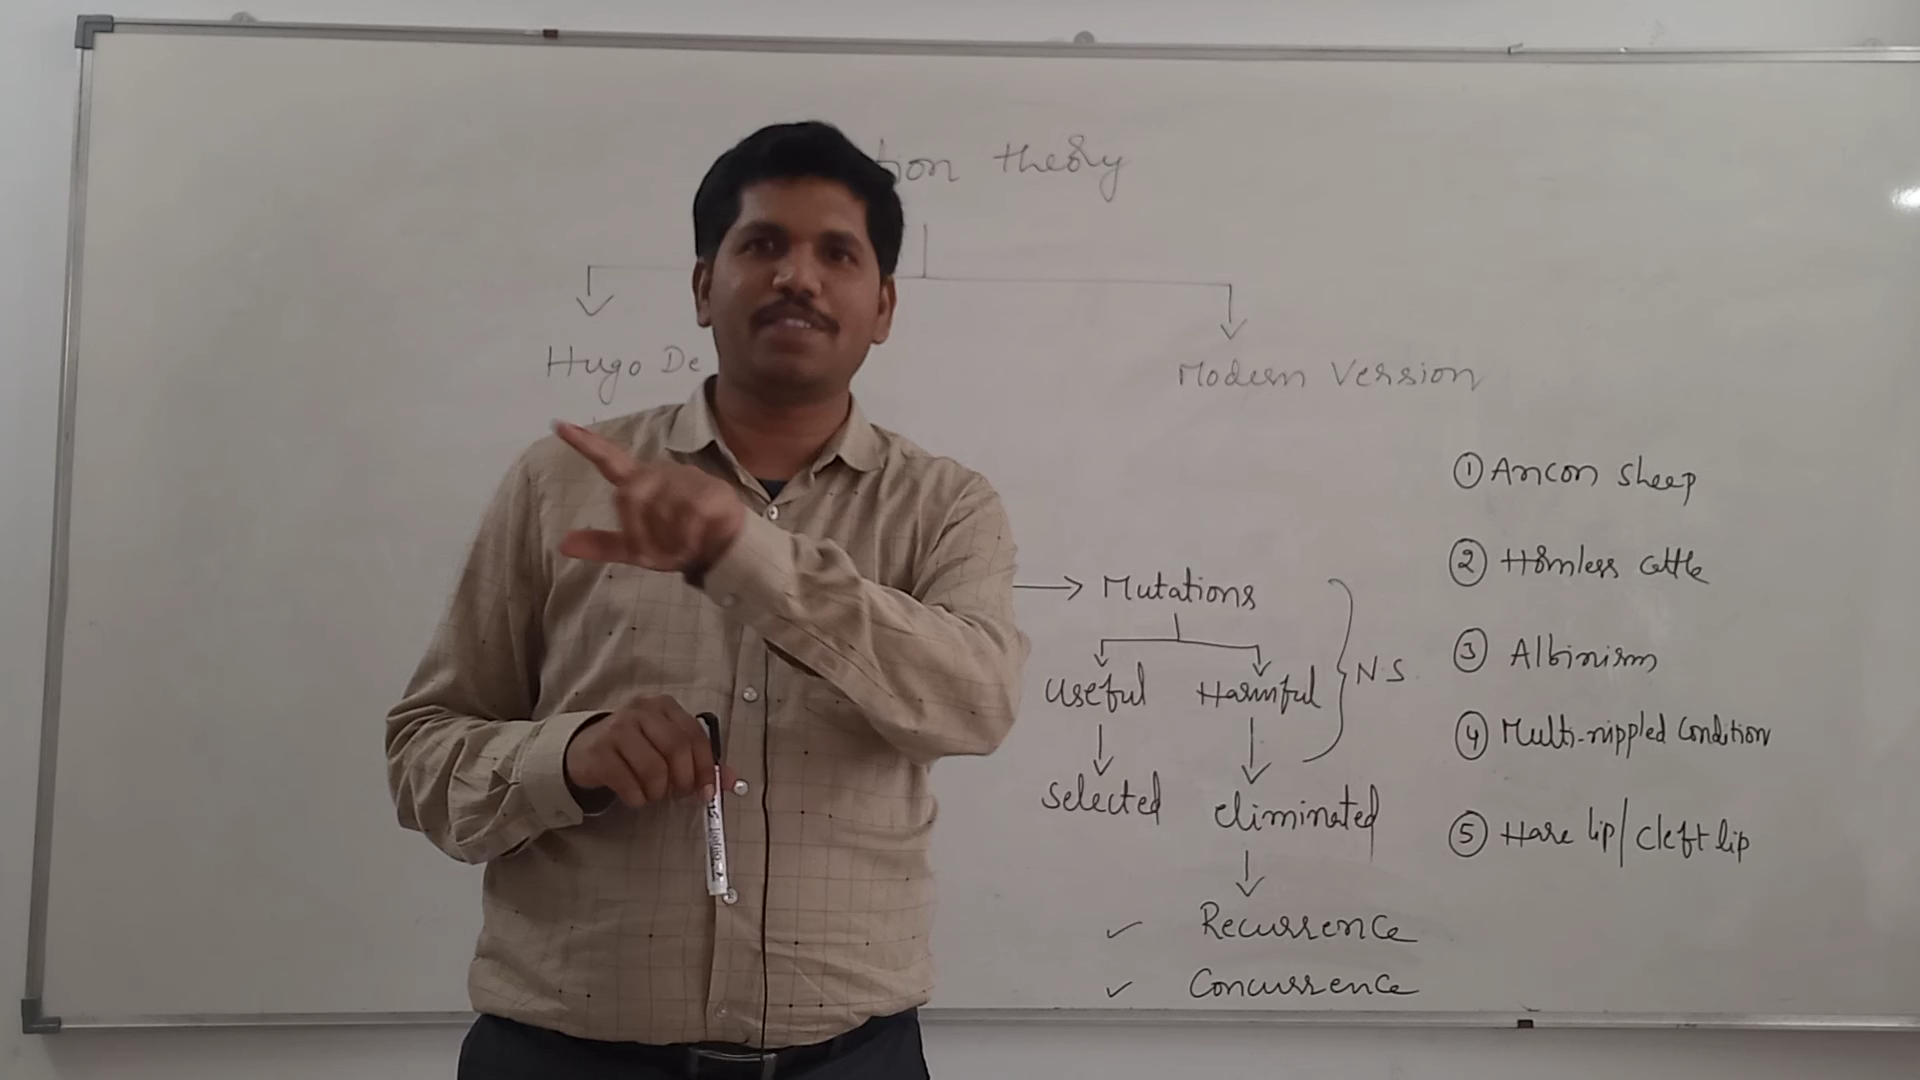 tion theory
Hugo De
Modern Version
① Ancon sheep
② Hornless cattle
③ Albinism
④ Multi-nippled condition
⑤ Hare lip/cleft lip
Mutations
Useful Harmful
N.S.
Selected eliminated
Recurrence
Concurrence